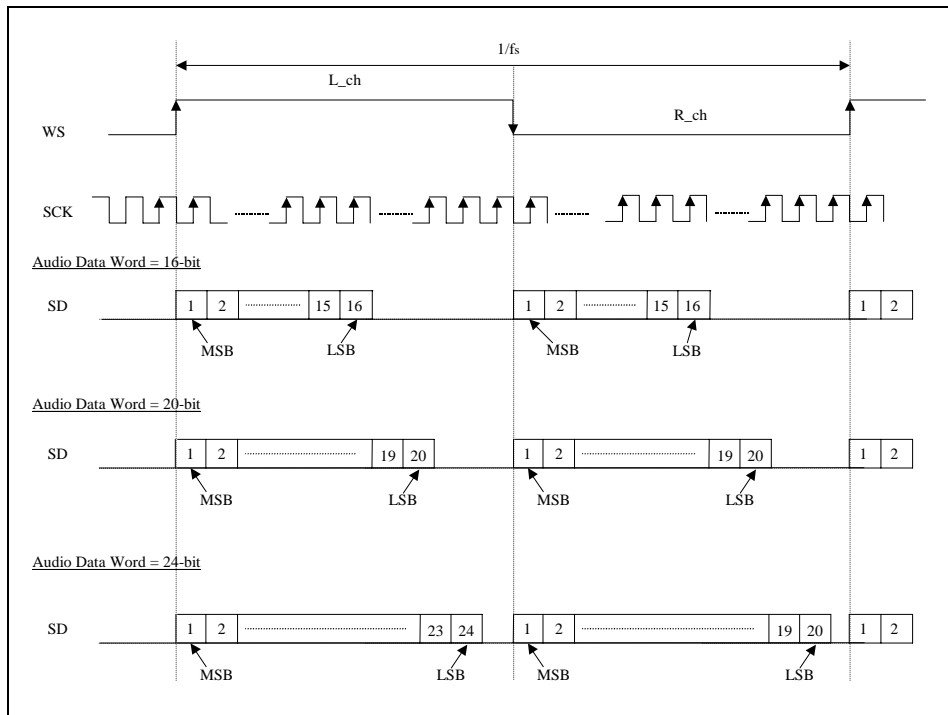 1/fs
L_ch
WS
R_ch
SCK
Audio Data Word = 16-bit
SD 1 2 15 16 1 2 15 16 1 2
MSB LSB MSB LSB
Audio Data Word = 20-bit
SD 1 2 19 20 1 2 19 20 1 2
MSB LSB MSB LSB
Audio Data Word = 24-bit
SD 1 2 23 24 1 2 19 20 1 2
MSB LSB MSB LSB